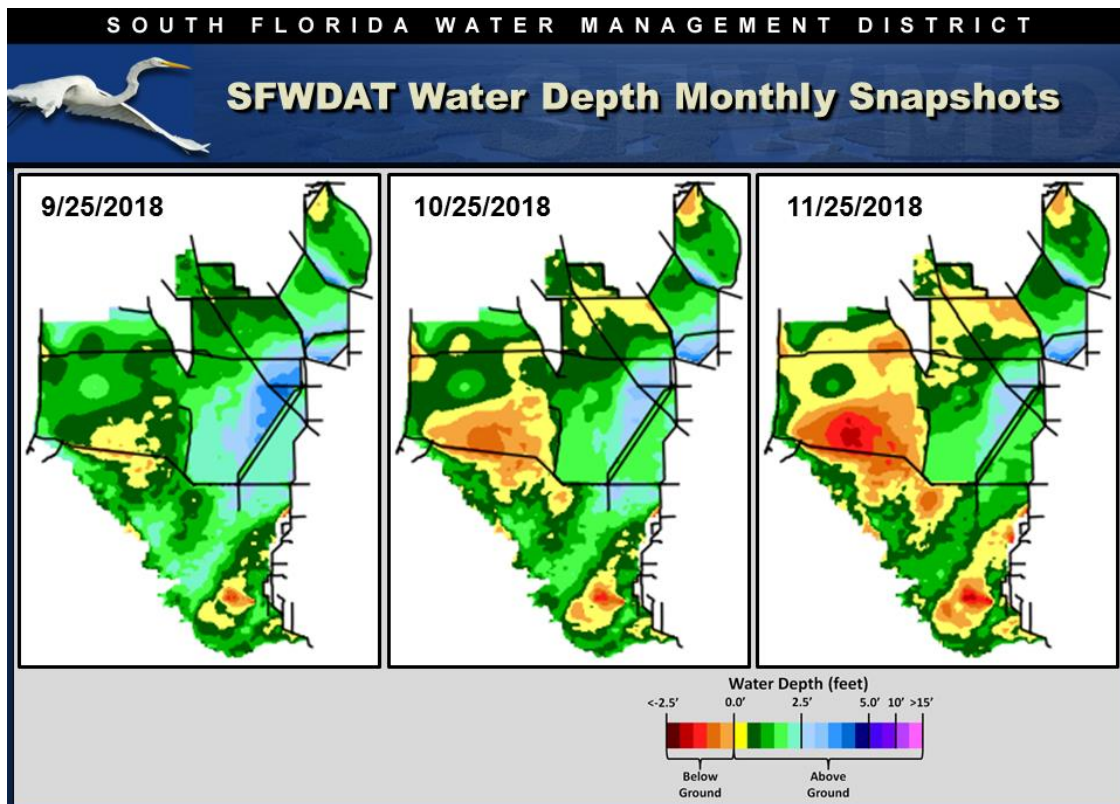 SOUTH FLORIDA WATER MANAGEMENT DISTRICT
SFWDAT Water Depth Monthly Snapshots
SFWMD
9/25/2018
10/25/2018
11/25/2018
Water Depth (feet)
<-2.5' 0.0' 2.5' 5.0' 10' >15'
Below Ground
Above Ground